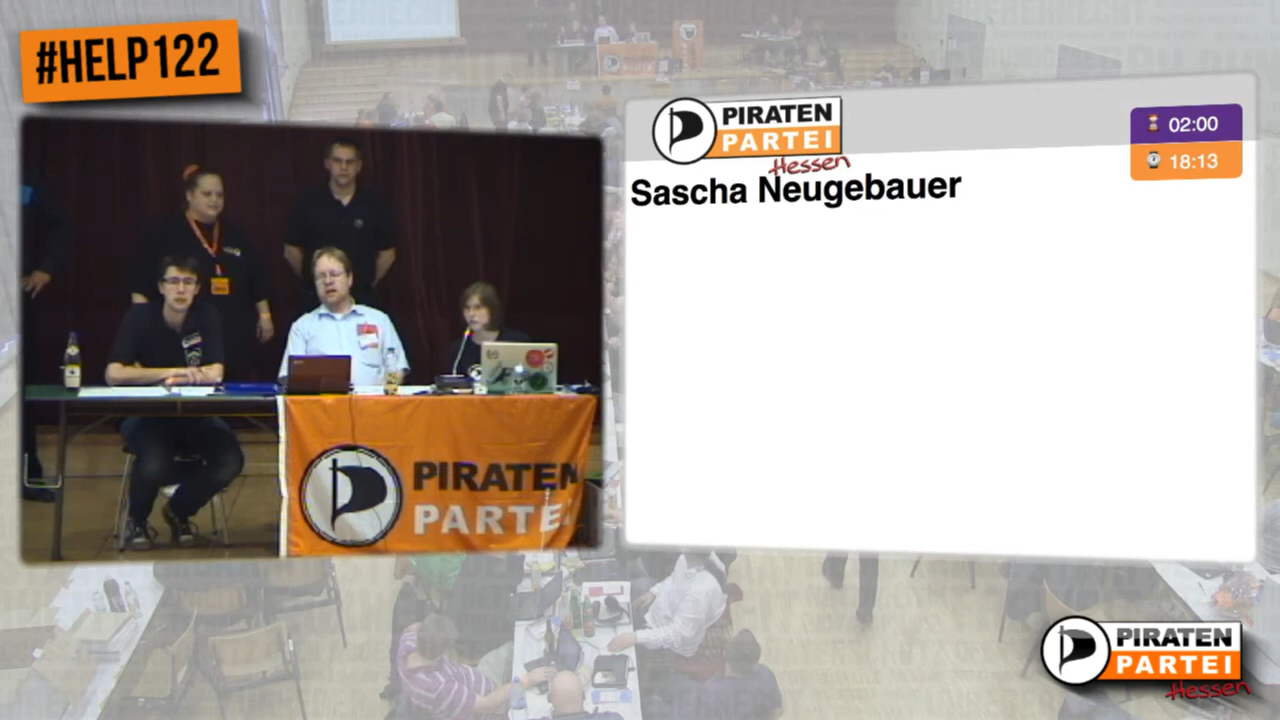 #HELP122
PIRATEN
PARTEI
Hessen
02:00
18:13
Sascha Neugebauer
PIRATEN
PARTEI
PIRATEN
PARTEI
Hessen